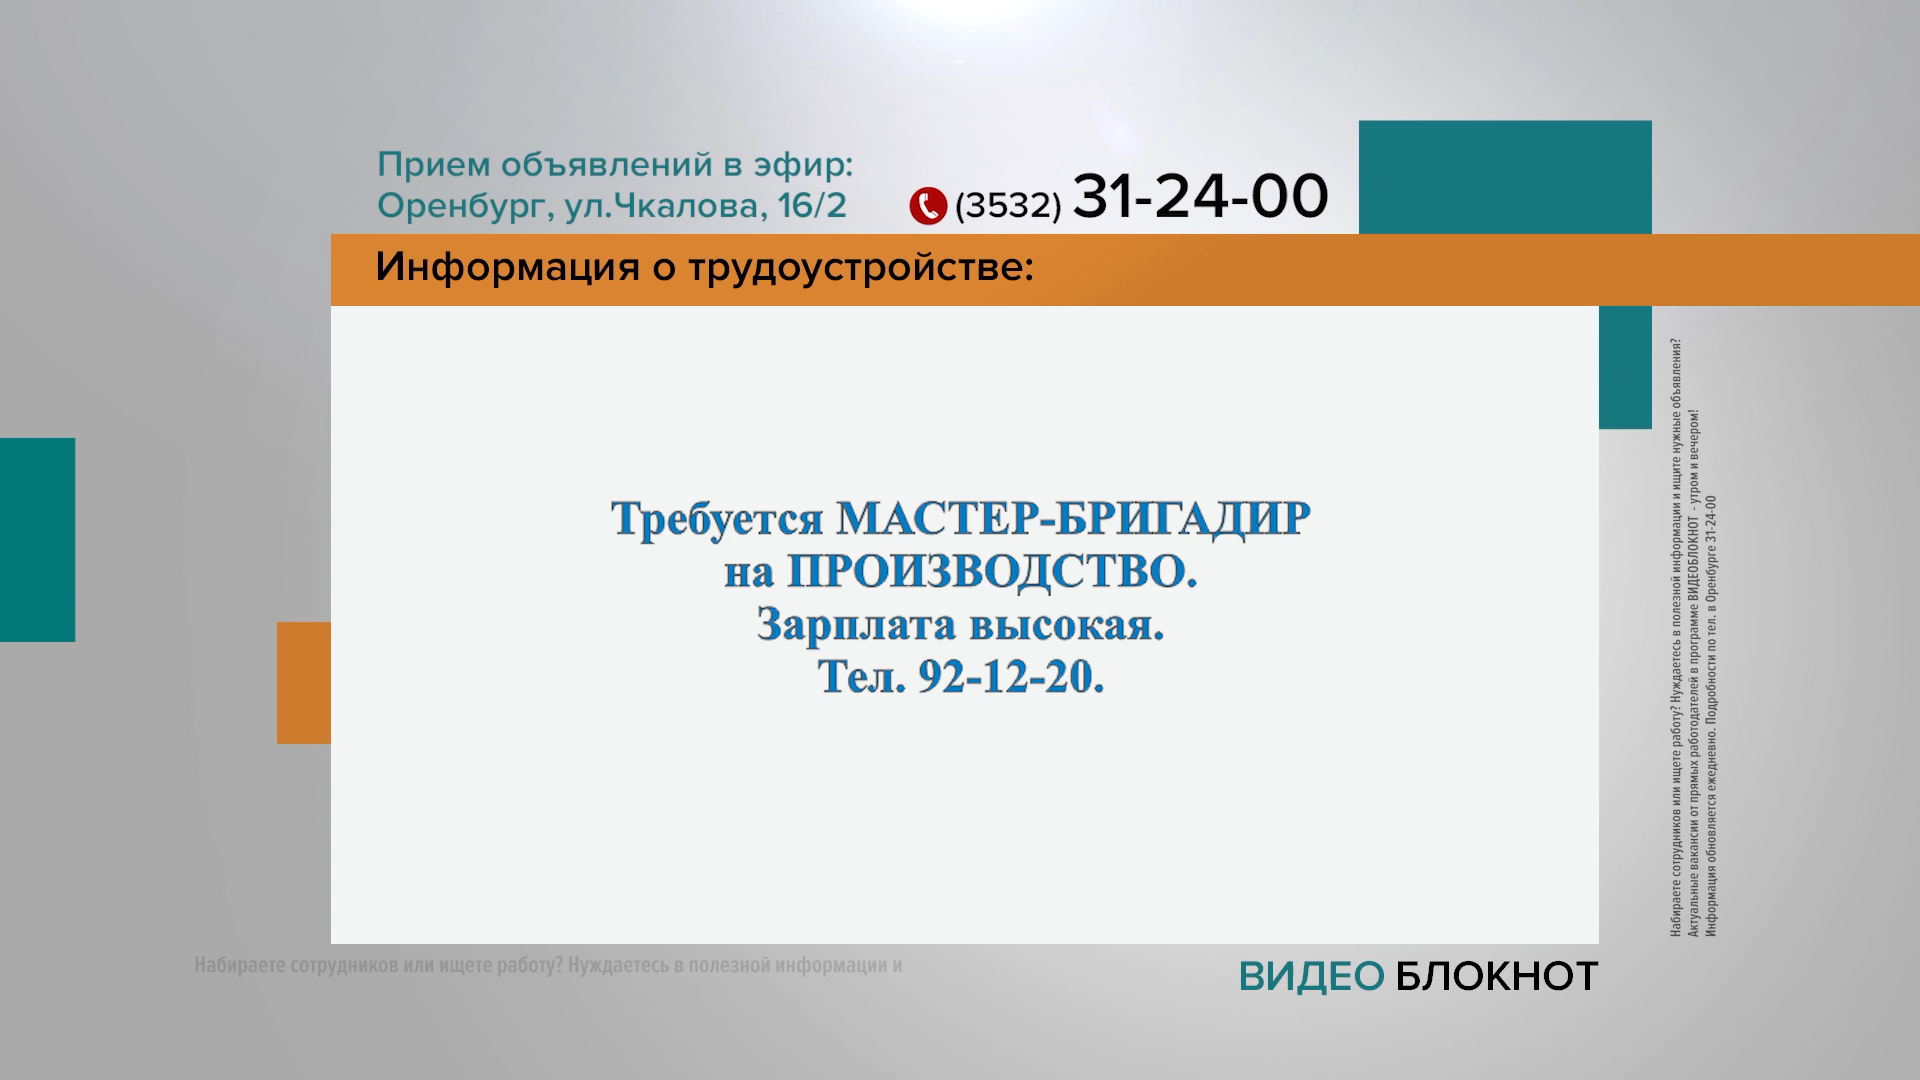 Прием объявлений в эфир:
Оренбург, ул.Чкалова, 16/2
(3532) 31-24-00
Информация о трудоустройстве:
Требуется МАСТЕР-БРИГАДИР
на ПРОИЗВОДСТВО.
Зарплата высокая.
Тел. 92-12-20.
Набираете сотрудников или ищете работу? Нуждаетесь в полезной информации и ищите нужные объявления?
Актуальные вакансии от прямых работодателей в программе ВИДЕОБЛОКНОТ - утром и вечером!
Информация обновляется ежедневно. Подробности по тел. в Оренбурге 31-24-00
Набираете сотрудников или ищете работу? Нуждаетесь в полезной информации и
ВИДЕО БЛОКНОТ